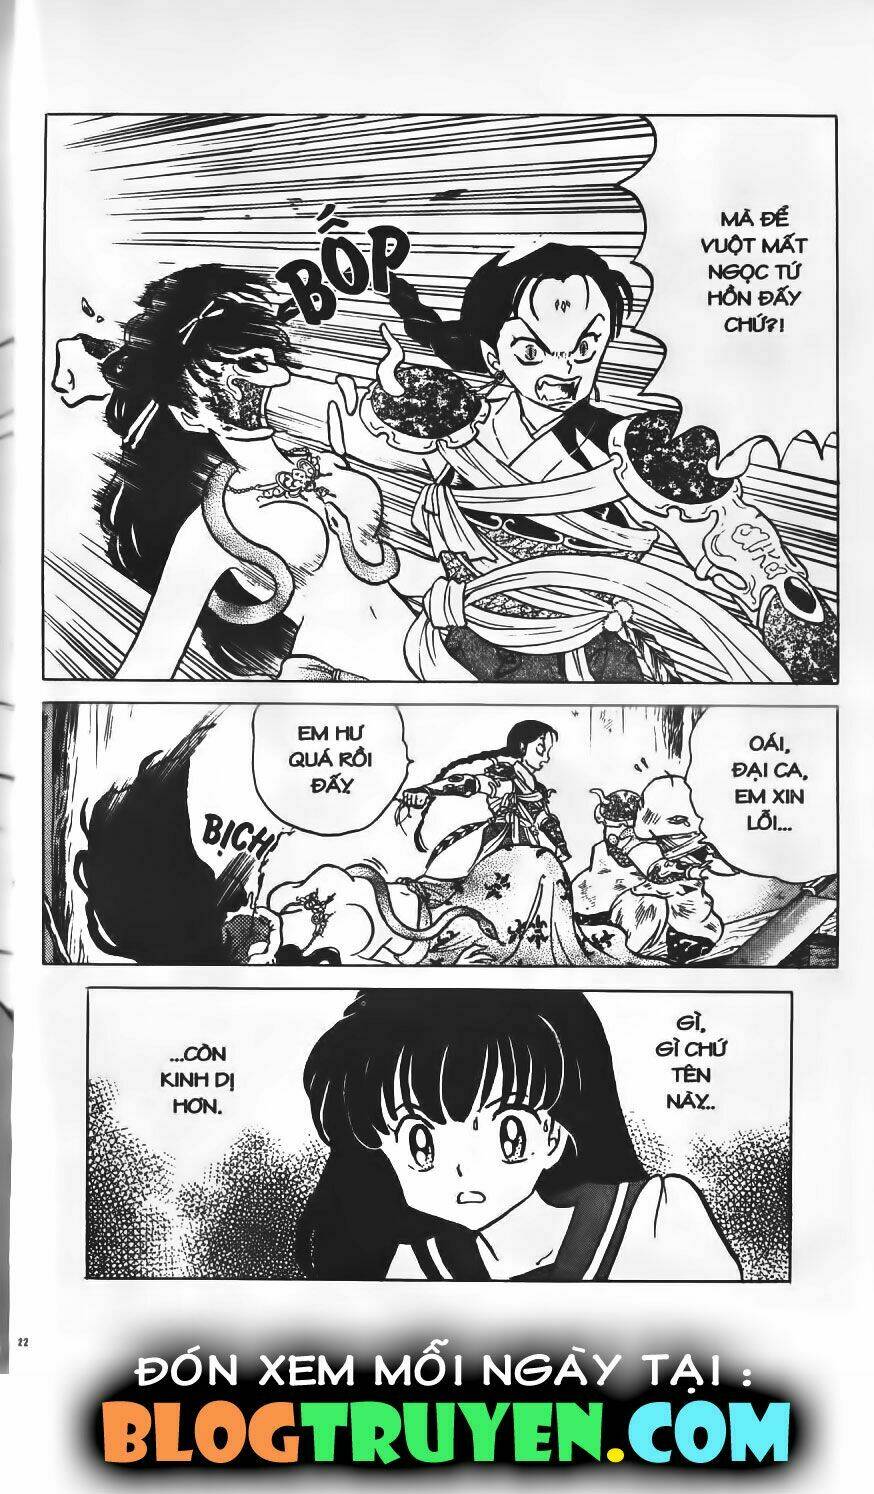 MÀ ĐỂ
VUỘT MẤT
NGỌC TỨ
HỒN ĐẤY
CHỨ?!
BỐP
OÁI,
ĐẠI CA,
EM XIN
LỖI...
EM HƯ
QUÁ RỒI
ĐẤY.
BỊCH
GÌ,
GÌ CHỨ
TÊN
NÀY...
...CÒN
KINH DỊ
HƠN.
22
ĐÓN XEM MỖI NGÀY TẠI :
BLOGTRUYEN.COM